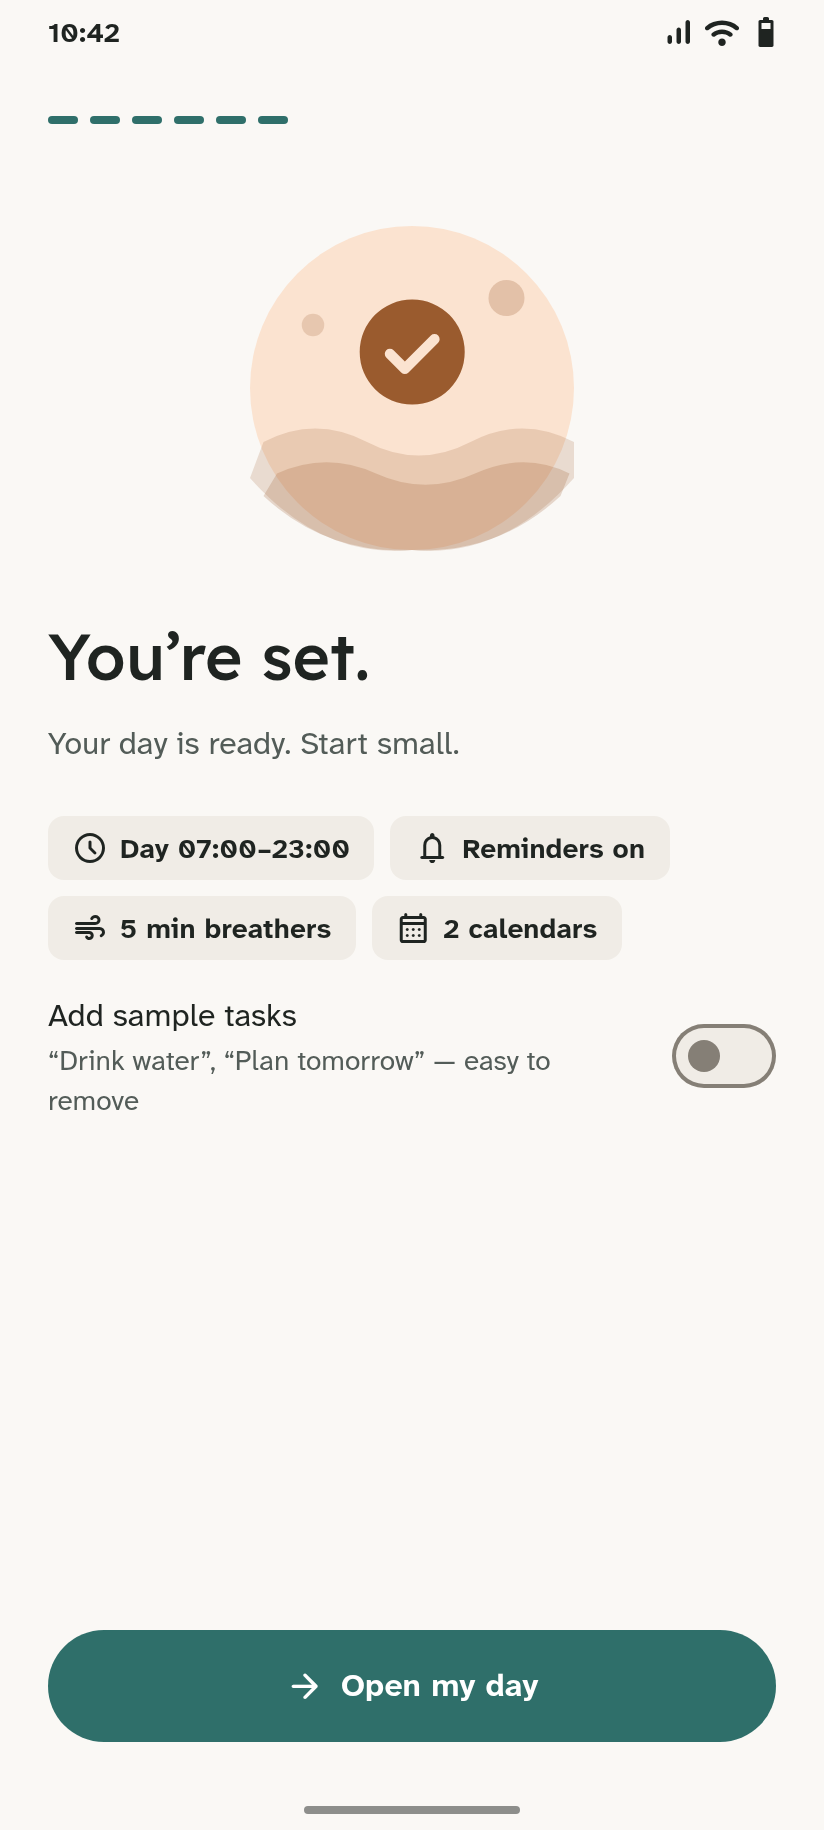 10:42
You’re set.
Your day is ready. Start small.
Day 07:00–23:00
Reminders on
5 min breathers
2 calendars
Add sample tasks
“Drink water”, “Plan tomorrow” — easy to
remove
Open my day